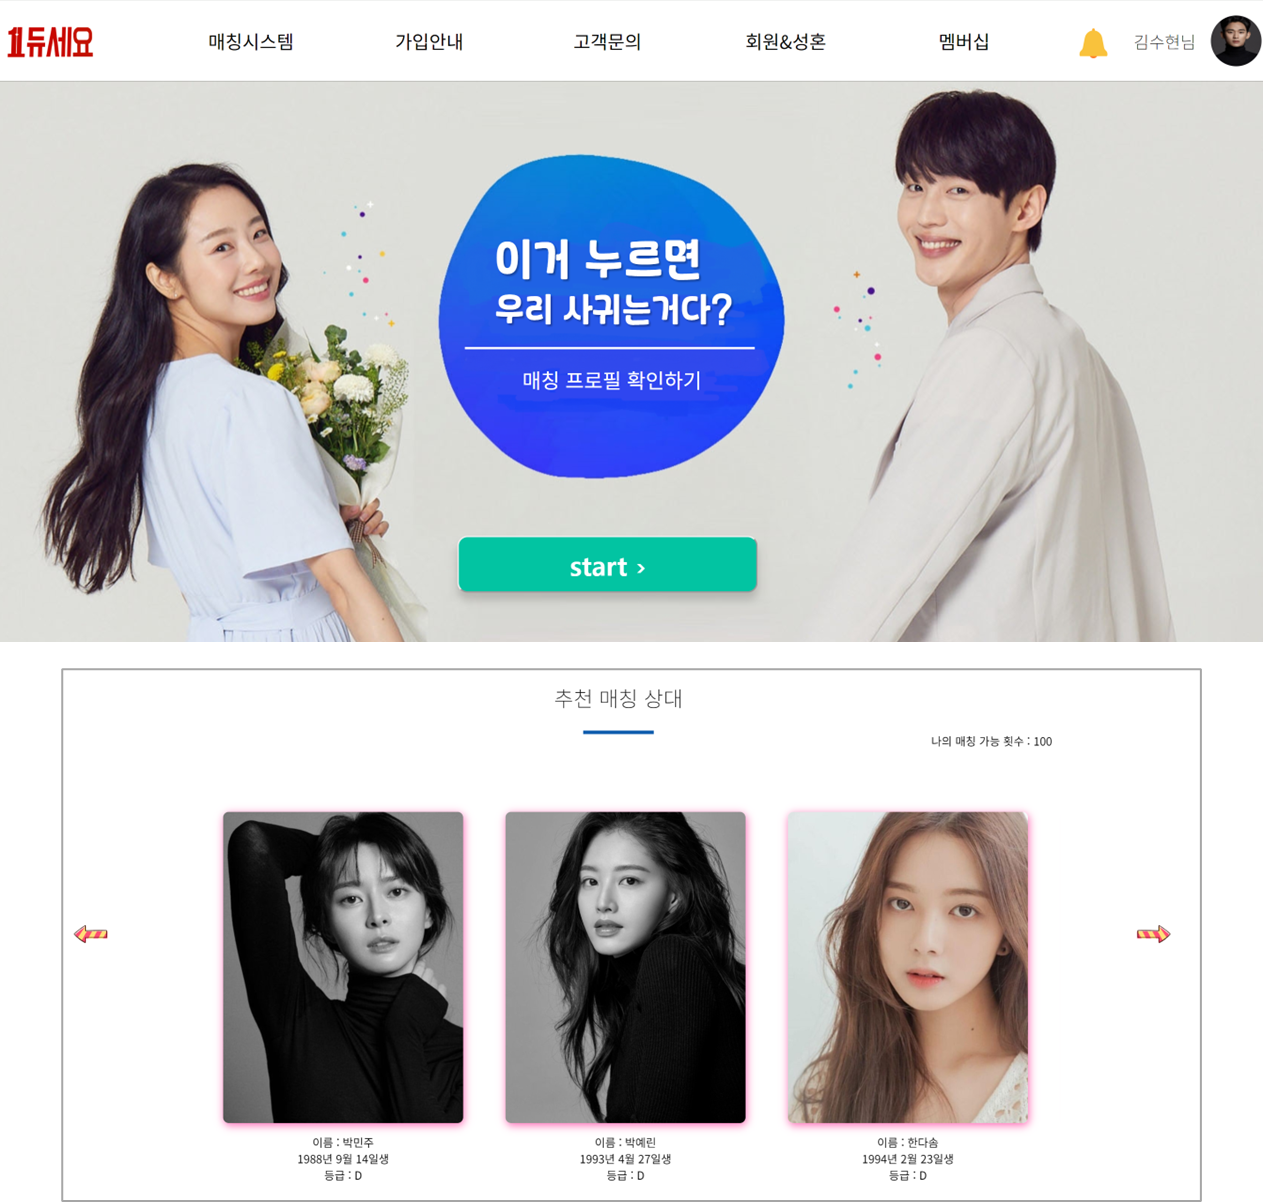 듀세요
매칭시스템
가입안내
고객문의
회원&성혼
멤버십
김수현님
이거 누르면
우리 사귀는거다?
매칭 프로필 확인하기
start ›
추천 매칭 상대
나의 매칭 가능 횟수 : 100
이름 : 박민주
1988년 9월 14일생
등급 : D
이름 : 박예린
1993년 4월 27일생
등급 : D
이름 : 한다솜
1994년 2월 23일생
등급 : D